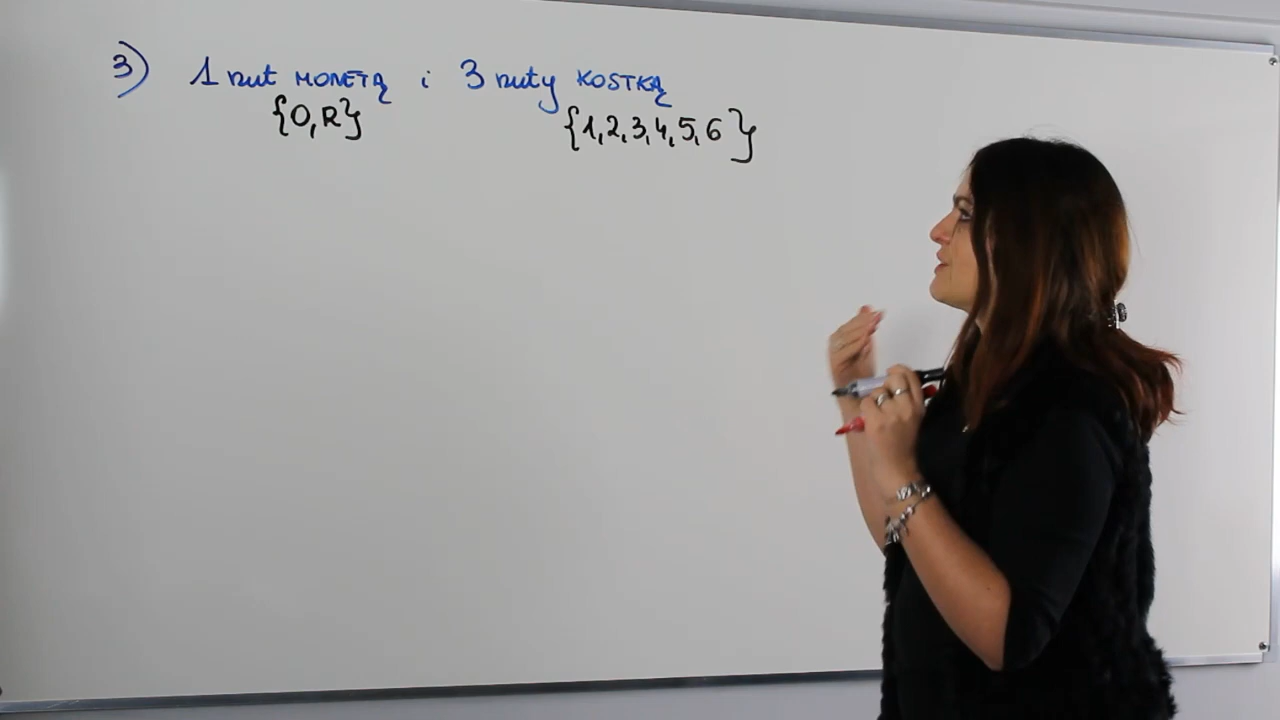 3) 1 rzut MONETĄ i 3 rzuty KOSTKĄ
{O,R} {1,2,3,4,5,6}